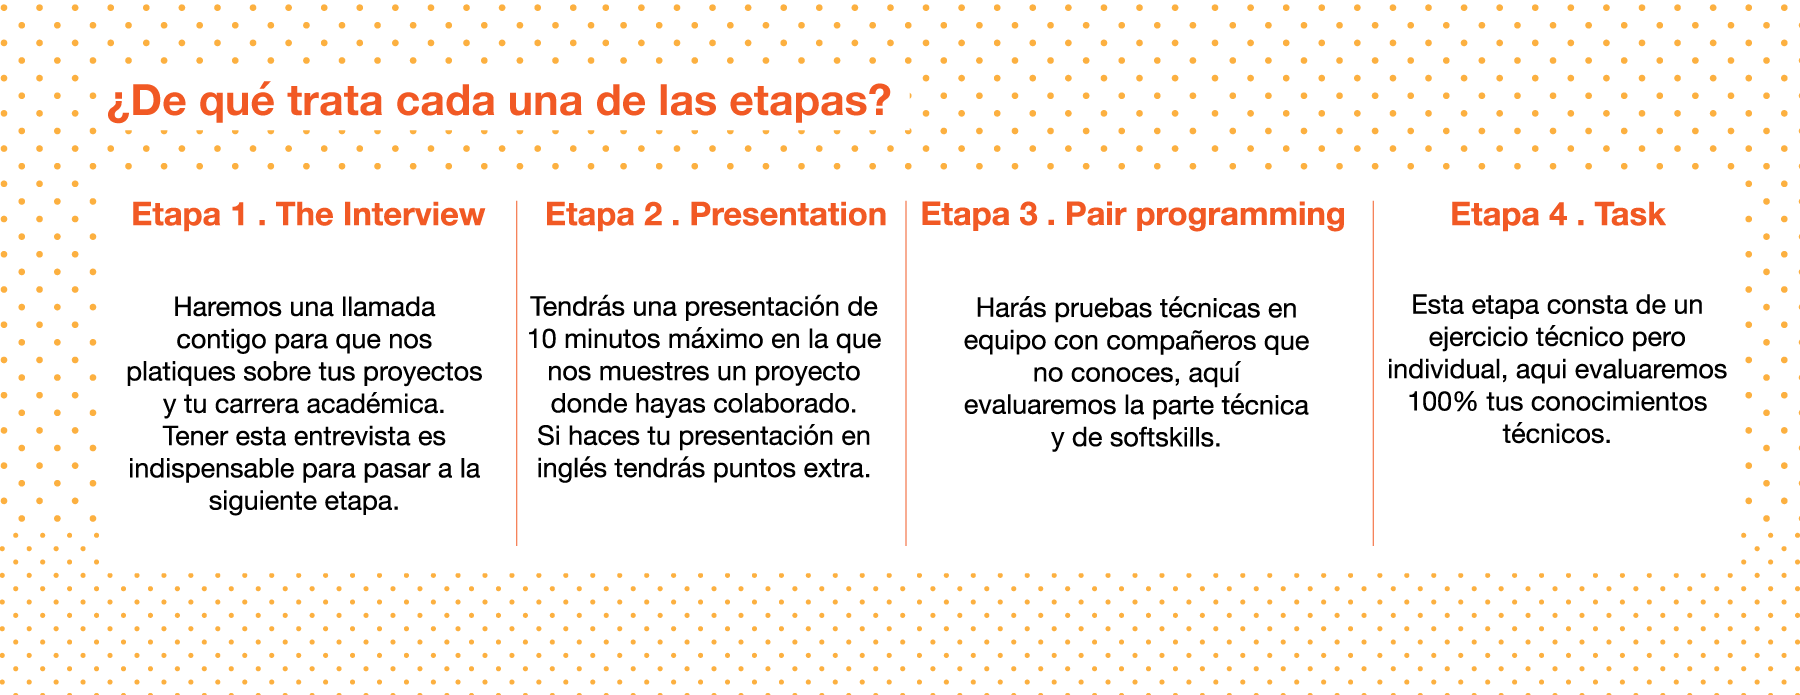 ¿De qué trata cada una de las etapas?
Etapa 1 . The Interview
Haremos una llamada
contigo para que nos
platiques sobre tus proyectos
y tu carrera académica.
Tener esta entrevista es
indispensable para pasar a la
siguiente etapa.
Etapa 2 . Presentation
Tendrás una presentación de
10 minutos máximo en la que
nos muestres un proyecto
donde hayas colaborado.
Si haces tu presentación en
inglés tendrás puntos extra.
Etapa 3 . Pair programming
Harás pruebas técnicas en
equipo con compañeros que
no conoces, aquí
evaluaremos la parte técnica
y de softskills.
Etapa 4 . Task
Esta etapa consta de un
ejercicio técnico pero
individual, aqui evaluaremos
100% tus conocimientos
técnicos.